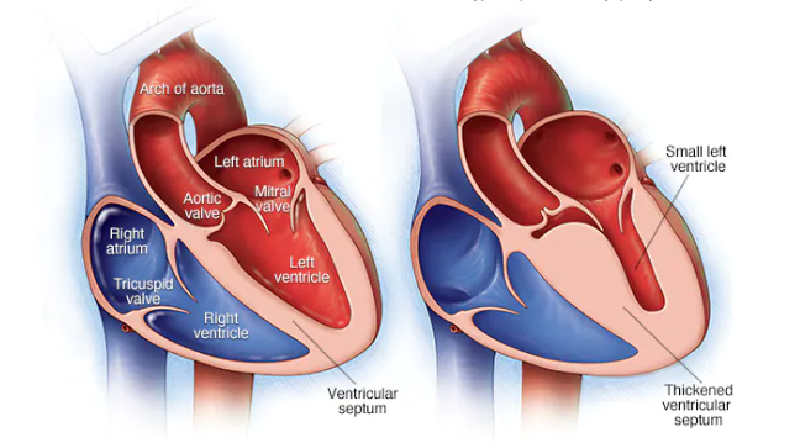 Arch of aorta
Left atrium
Aortic
valve
Mitral
valve
Right
atrium
Left
ventricle
Tricuspid
valve
Right
ventricle
Ventricular
septum
Small left
ventricle
Thickened
ventricular
septum